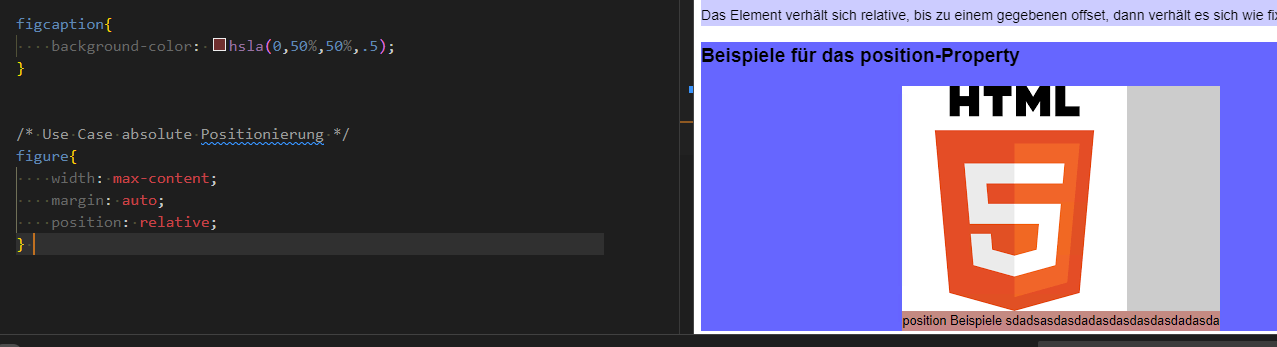 figcaption{
background-color: hsla(0,50%,50%,.5);
}
/* Use Case absolute Positionierung */
figure{
width: max-content;
margin: auto;
position: relative;
}
Das Element verhält sich relative, bis zu einem gegebenen offset, dann verhält es sich wie fix
Beispiele für das position-Property
HTML
5
position Beispiele sdadsasdasdadasdasdasdasdadasda